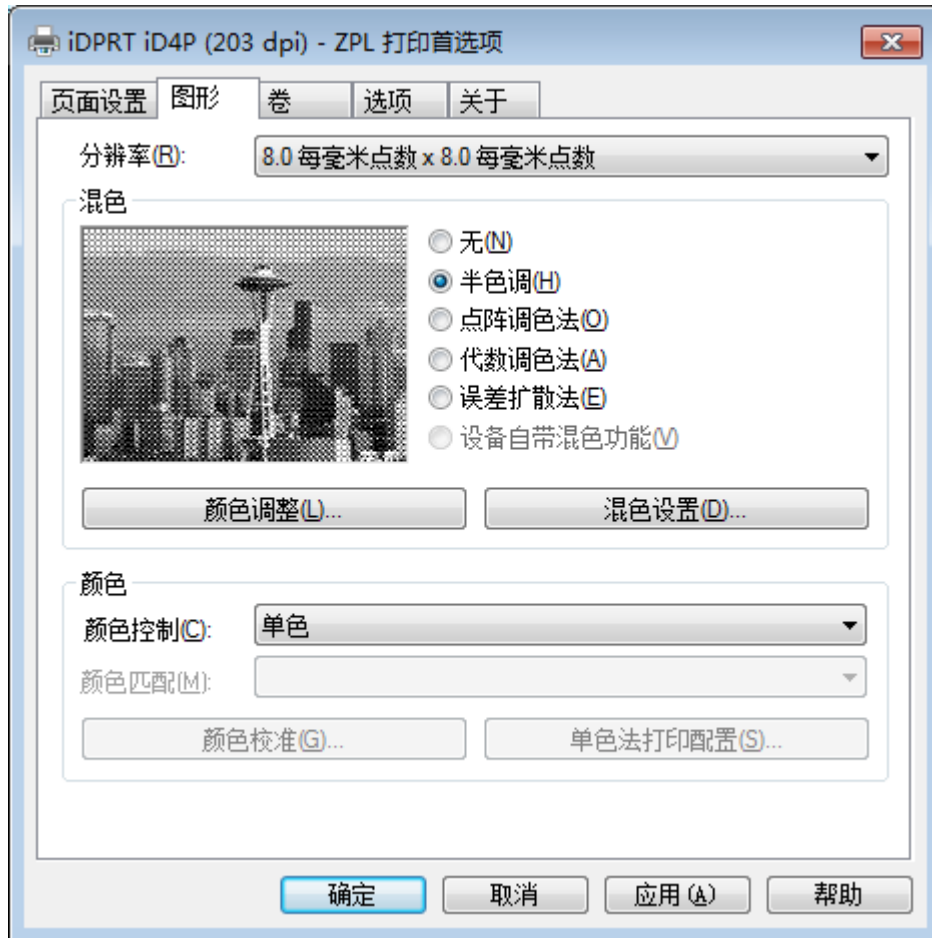 iDPRT iD4P (203 dpi) - ZPL 打印首选项
页面设置 图形 卷 选项 关于
分辨率(R): 8.0 每毫米点数 x 8.0 每毫米点数
混色
无(N)
半色调(H)
点阵调色法(O)
代数调色法(A)
误差扩散法(E)
设备自带混色功能(V)
颜色调整(L)... 混色设置(D)...
颜色
颜色控制(C): 单色
颜色匹配(M):
颜色校准(G)... 单色法打印配置(S)...
确定 取消 应用(A) 帮助